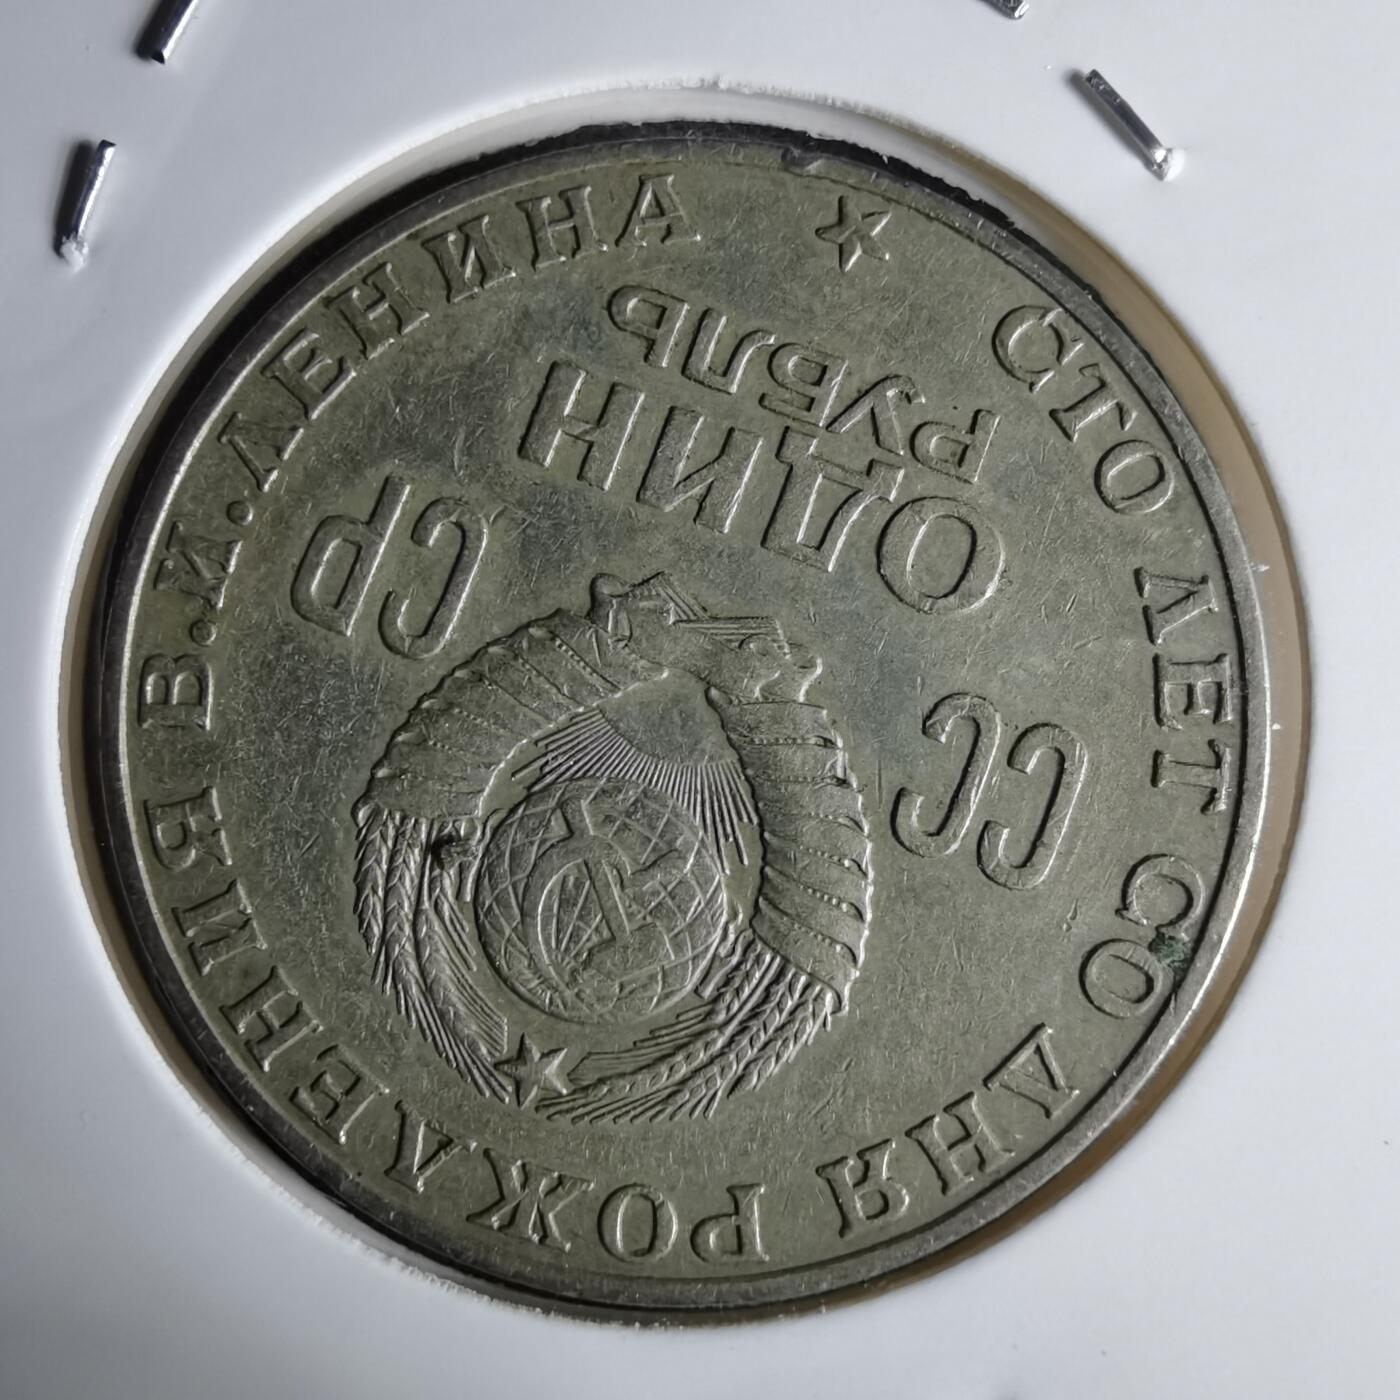 СТО ЛЕТ СО ДНЯ РОЖДЕНИЯ В.И.ЛЕНИНА
СС СР
ОДИН
РУБЛЬ